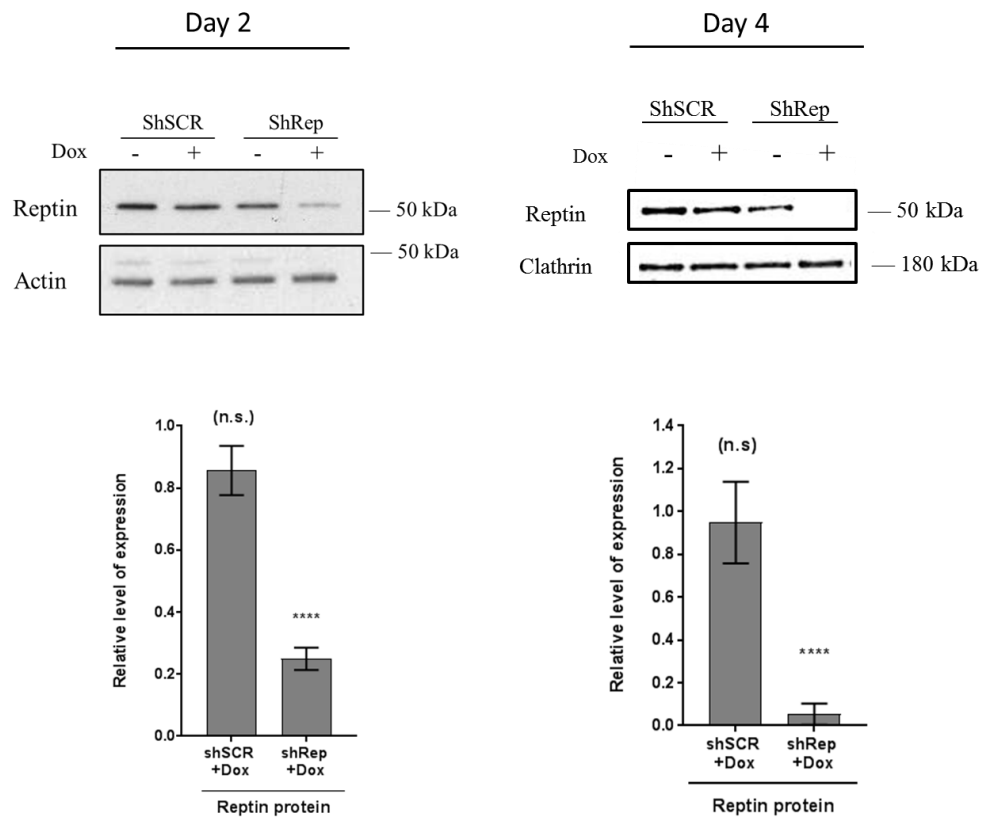 Day 2
ShSCR ShRep
Dox - + - +
Reptin — 50 kDa
— 50 kDa
Actin
Day 4
ShSCR ShRep
Dox - + - +
Reptin — 50 kDa
Clathrin — 180 kDa
(n.s.)
1.0
0.8
0.6
0.4
0.2
0.0
Relative level of expression
****
shSCR shRep
+Dox +Dox
Reptin protein
(n.s)
1.4
1.2
1.0
0.8
0.6
0.4
0.2
0.0
Relative level of expression
****
shSCR shRep
+Dox +Dox
Reptin protein